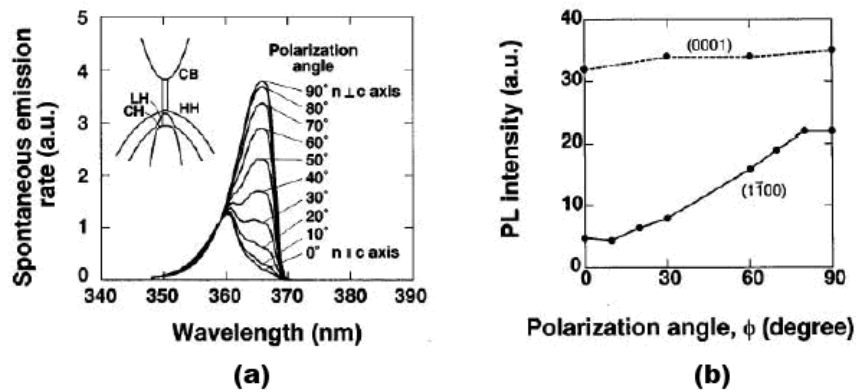 Spontaneous emission
rate (a.u.)
5
4
3
2
1
0
340
350
360
370
380
390
Wavelength (nm)
CB
LH
HH
CH
Polarization
angle
90° n ⊥ c axis
80°
70°
60°
50°
40°
30°
20°
10°
0° n ∥ c axis
(a)
PL intensity (a.u.)
40
30
20
10
0
0
30
60
90
(0001)
(11̄00)
Polarization angle, ϕ (degree)
(b)